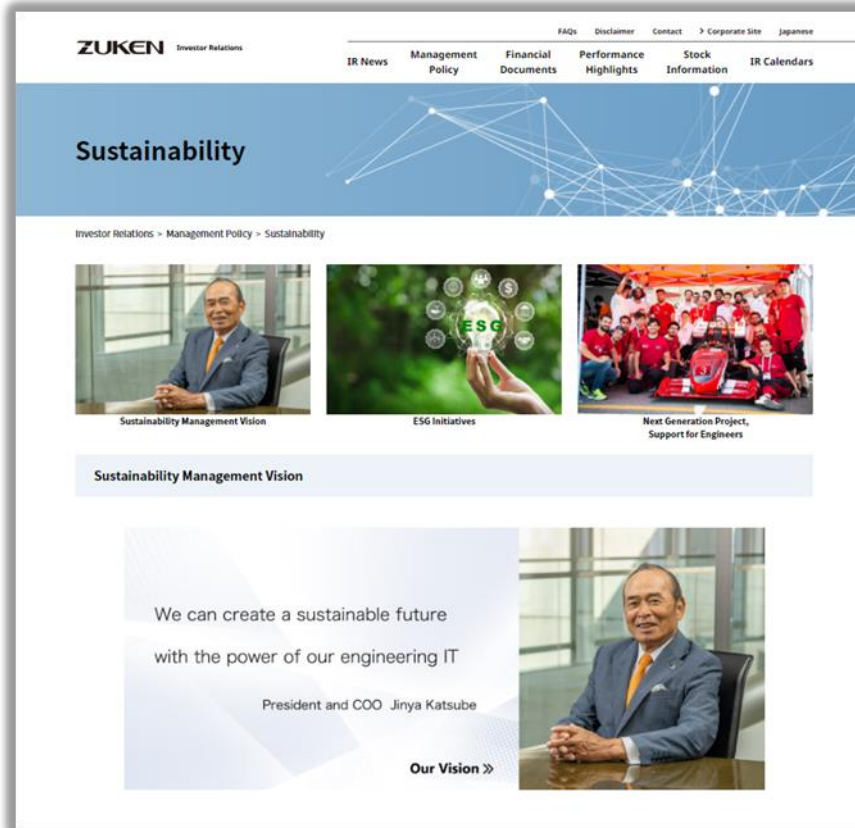 FAQs Disclaimer Contact > Corporate Site Japanese
ZUKEN Investor Relations
IR News Management Policy Financial Documents Performance Highlights Stock Information IR Calendars
Sustainability
Investor Relations > Management Policy > Sustainability
ESG
Sustainability Management Vision
ESG Initiatives
Next Generation Project,
Support for Engineers
Sustainability Management Vision
We can create a sustainable future
with the power of our engineering IT
President and COO Jinya Katsube
Our Vision »